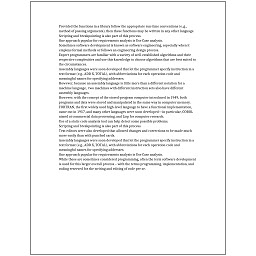 Provided the functions in a library follow the appropriate run-time conventions (e.g.,
method of passing arguments), then these functions may be written in any other language.
Scripting and breakpointing is also part of this process.
One approach popular for requirements analysis is Use Case analysis.
Sometimes software development is known as software engineering, especially when it
employs formal methods or follows an engineering design process.
Expert programmers are familiar with a variety of well-established algorithms and their
respective complexities and use this knowledge to choose algorithms that are best suited to
the circumstances.
Assembly languages were soon developed that let the programmer specify instruction in a
text format (e.g., ADD X, TOTAL), with abbreviations for each operation code and
meaningful names for specifying addresses.
However, because an assembly language is little more than a different notation for a
machine language, two machines with different instruction sets also have different
assembly languages.
However, with the concept of the stored-program computer introduced in 1949, both
programs and data were stored and manipulated in the same way in computer memory.
FORTRAN, the first widely used high-level language to have a functional implementation,
came out in 1957, and many other languages were soon developed—in particular, COBOL
aimed at commercial data processing, and Lisp for computer research.
Use of a static code analysis tool can help detect some possible problems.
Scripting and breakpointing is also part of this process.
Text editors were also developed that allowed changes and corrections to be made much
more easily than with punched cards.
Assembly languages were soon developed that let the programmer specify instruction in a
text format (e.g., ADD X, TOTAL), with abbreviations for each operation code and
meaningful names for specifying addresses.
One approach popular for requirements analysis is Use Case analysis.
While these are sometimes considered programming, often the term software development
is used for this larger overall process – with the terms programming, implementation, and
coding reserved for the writing and editing of code per se.